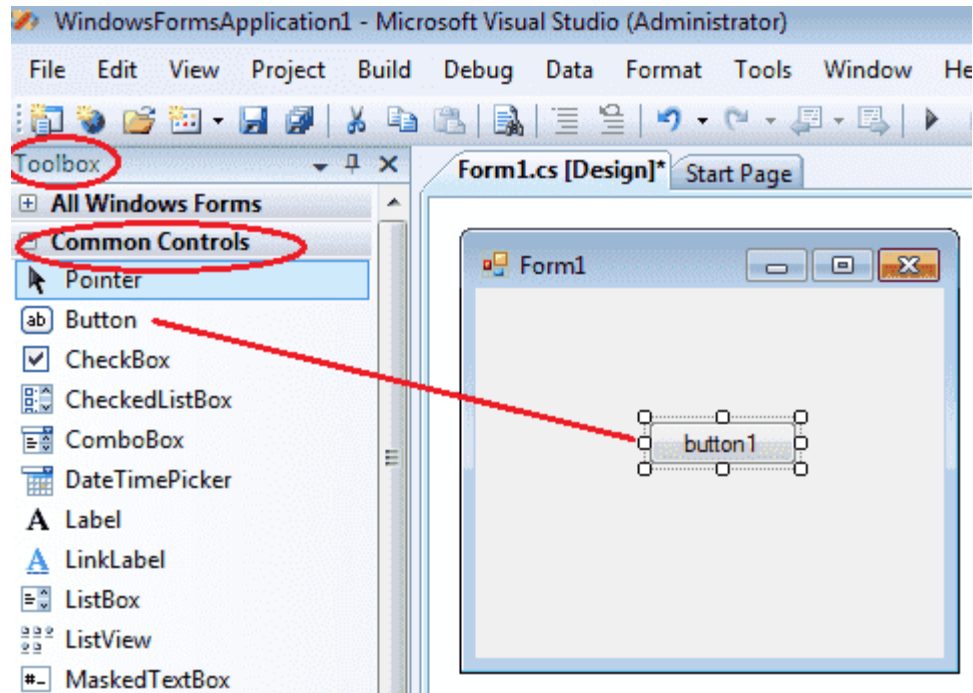 WindowsFormsApplication1 - Microsoft Visual Studio (Administrator)
File Edit View Project Build Debug Data Format Tools Window He
Toolbox
Form1.cs [Design]* Start Page
All Windows Forms
Common Controls
Pointer
Button
CheckBox
CheckedListBox
ComboBox
DateTimePicker
A Label
A LinkLabel
ListBox
ListView
MaskedTextBox
Form1
button1
ab
#_